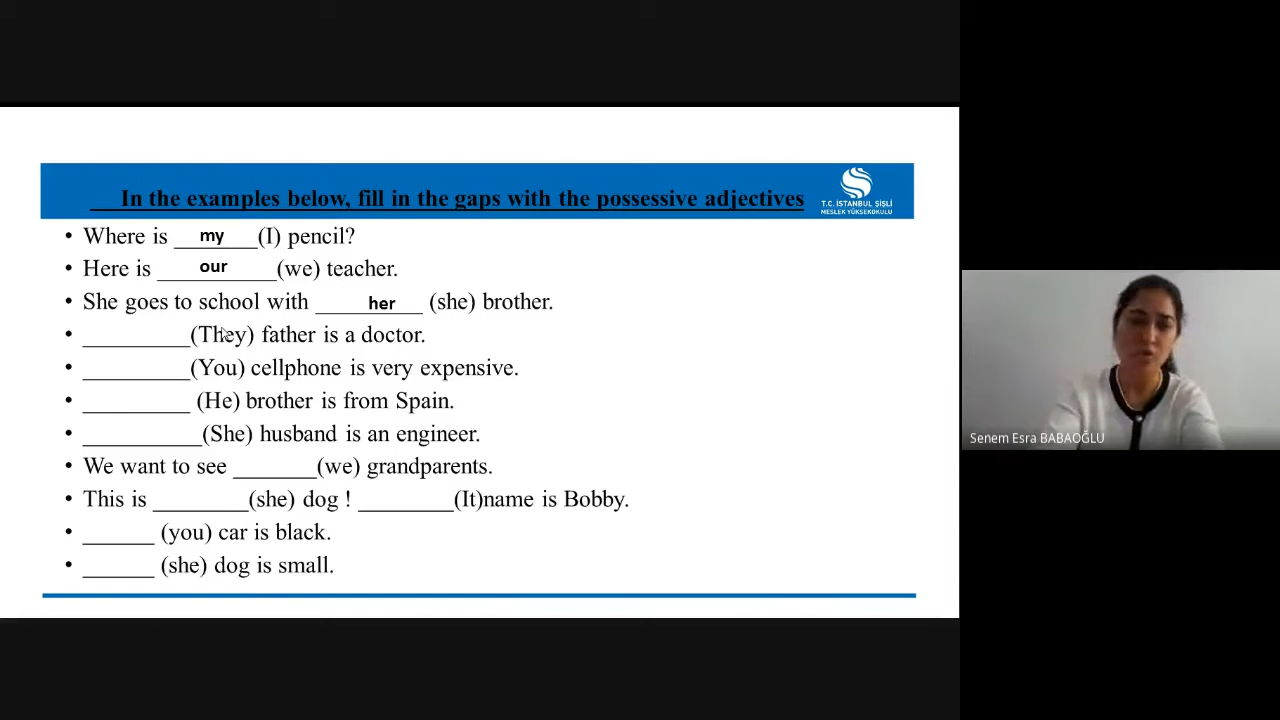 In the examples below, fill in the gaps with the possessive adjectives
T.C. İSTANBUL ŞİŞLİ
MESLEK YÜKSEKOKULU
• Where is ___my___(I) pencil?
• Here is ___our___(we) teacher.
• She goes to school with ___her___ (she) brother.
• _________(They) father is a doctor.
• _________(You) cellphone is very expensive.
• _________ (He) brother is from Spain.
• __________(She) husband is an engineer.
• We want to see _______(we) grandparents.
• This is ________(she) dog ! ________(It)name is Bobby.
• ______ (you) car is black.
• ______ (she) dog is small.
Senem Esra BABAOĞLU